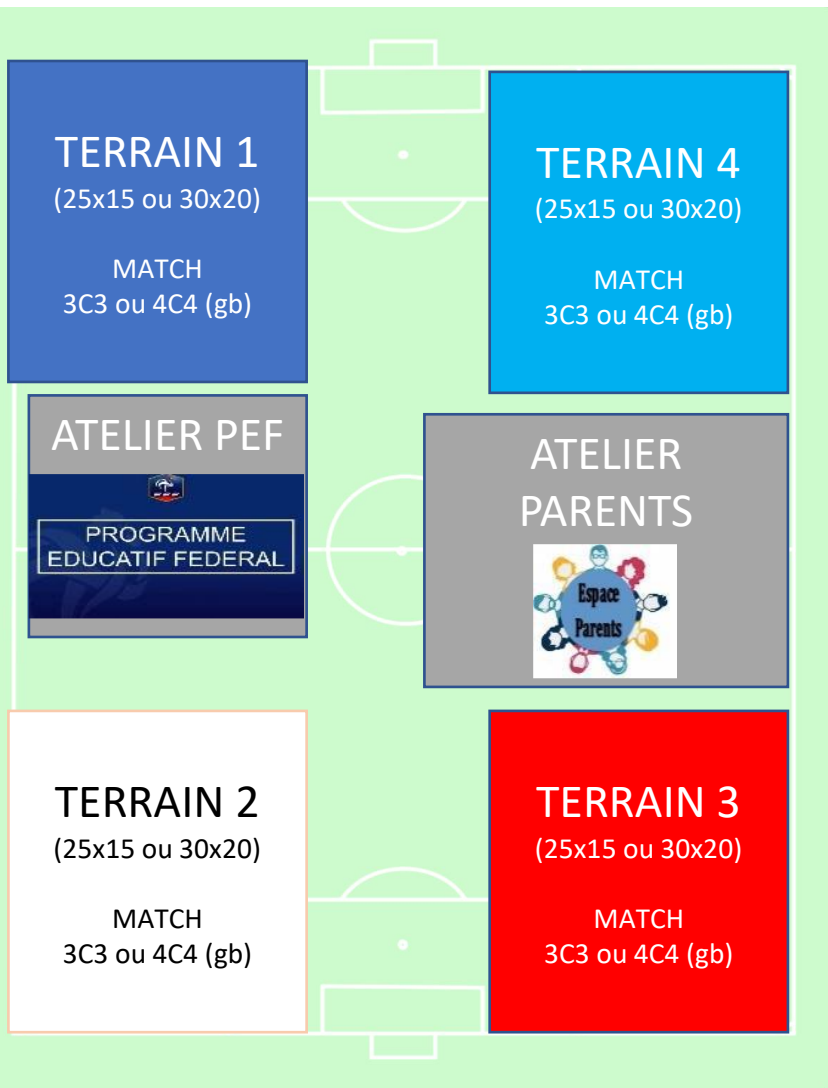 TERRAIN 1
(25x15 ou 30x20)
MATCH
3C3 ou 4C4 (gb)
TERRAIN 4
(25x15 ou 30x20)
MATCH
3C3 ou 4C4 (gb)
ATELIER PEF
PROGRAMME
EDUCATIF FEDERAL
ATELIER
PARENTS
Espace
Parents
TERRAIN 2
(25x15 ou 30x20)
MATCH
3C3 ou 4C4 (gb)
TERRAIN 3
(25x15 ou 30x20)
MATCH
3C3 ou 4C4 (gb)